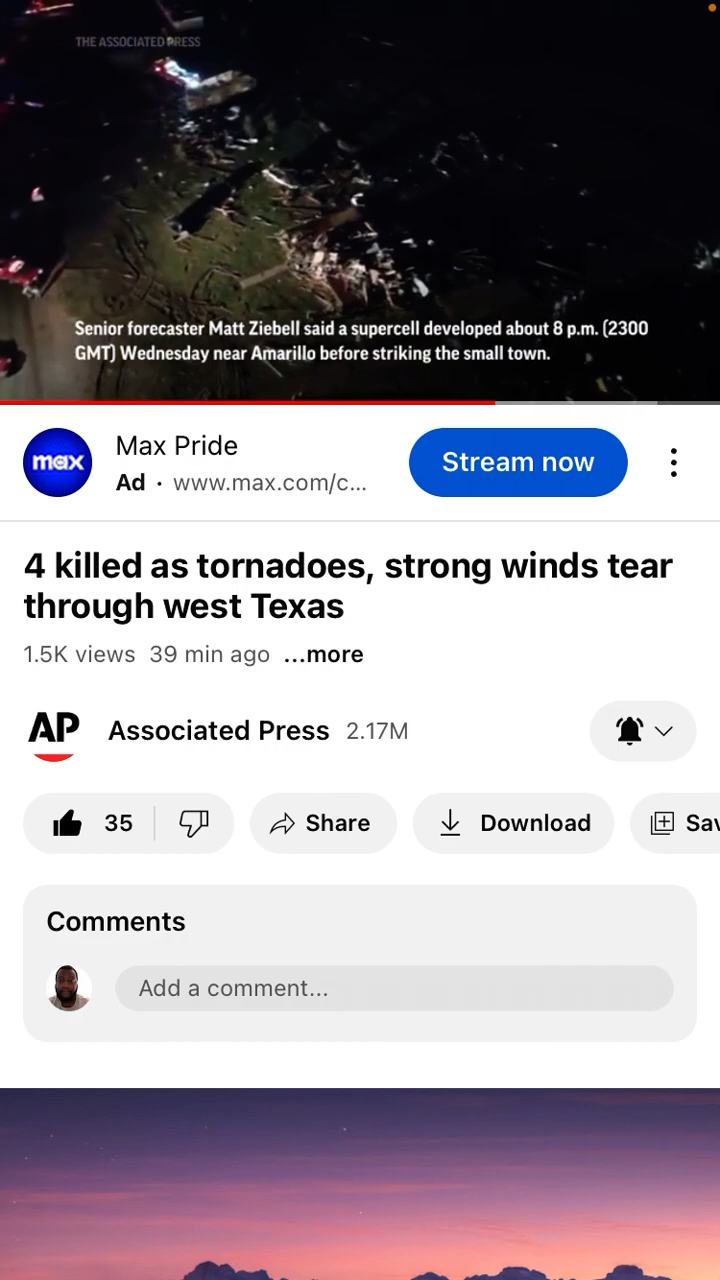 THE ASSOCIATED PRESS
Senior forecaster Matt Ziebell said a supercell developed about 8 p.m. (2300
GMT) Wednesday near Amarillo before striking the small town.
max
Max Pride
Ad · www.max.com/c...
Stream now
4 killed as tornadoes, strong winds tear
through west Texas
1.5K views 39 min ago ...more
AP
Associated Press 2.17M
35
Share
Download
Sav
Comments
Add a comment...